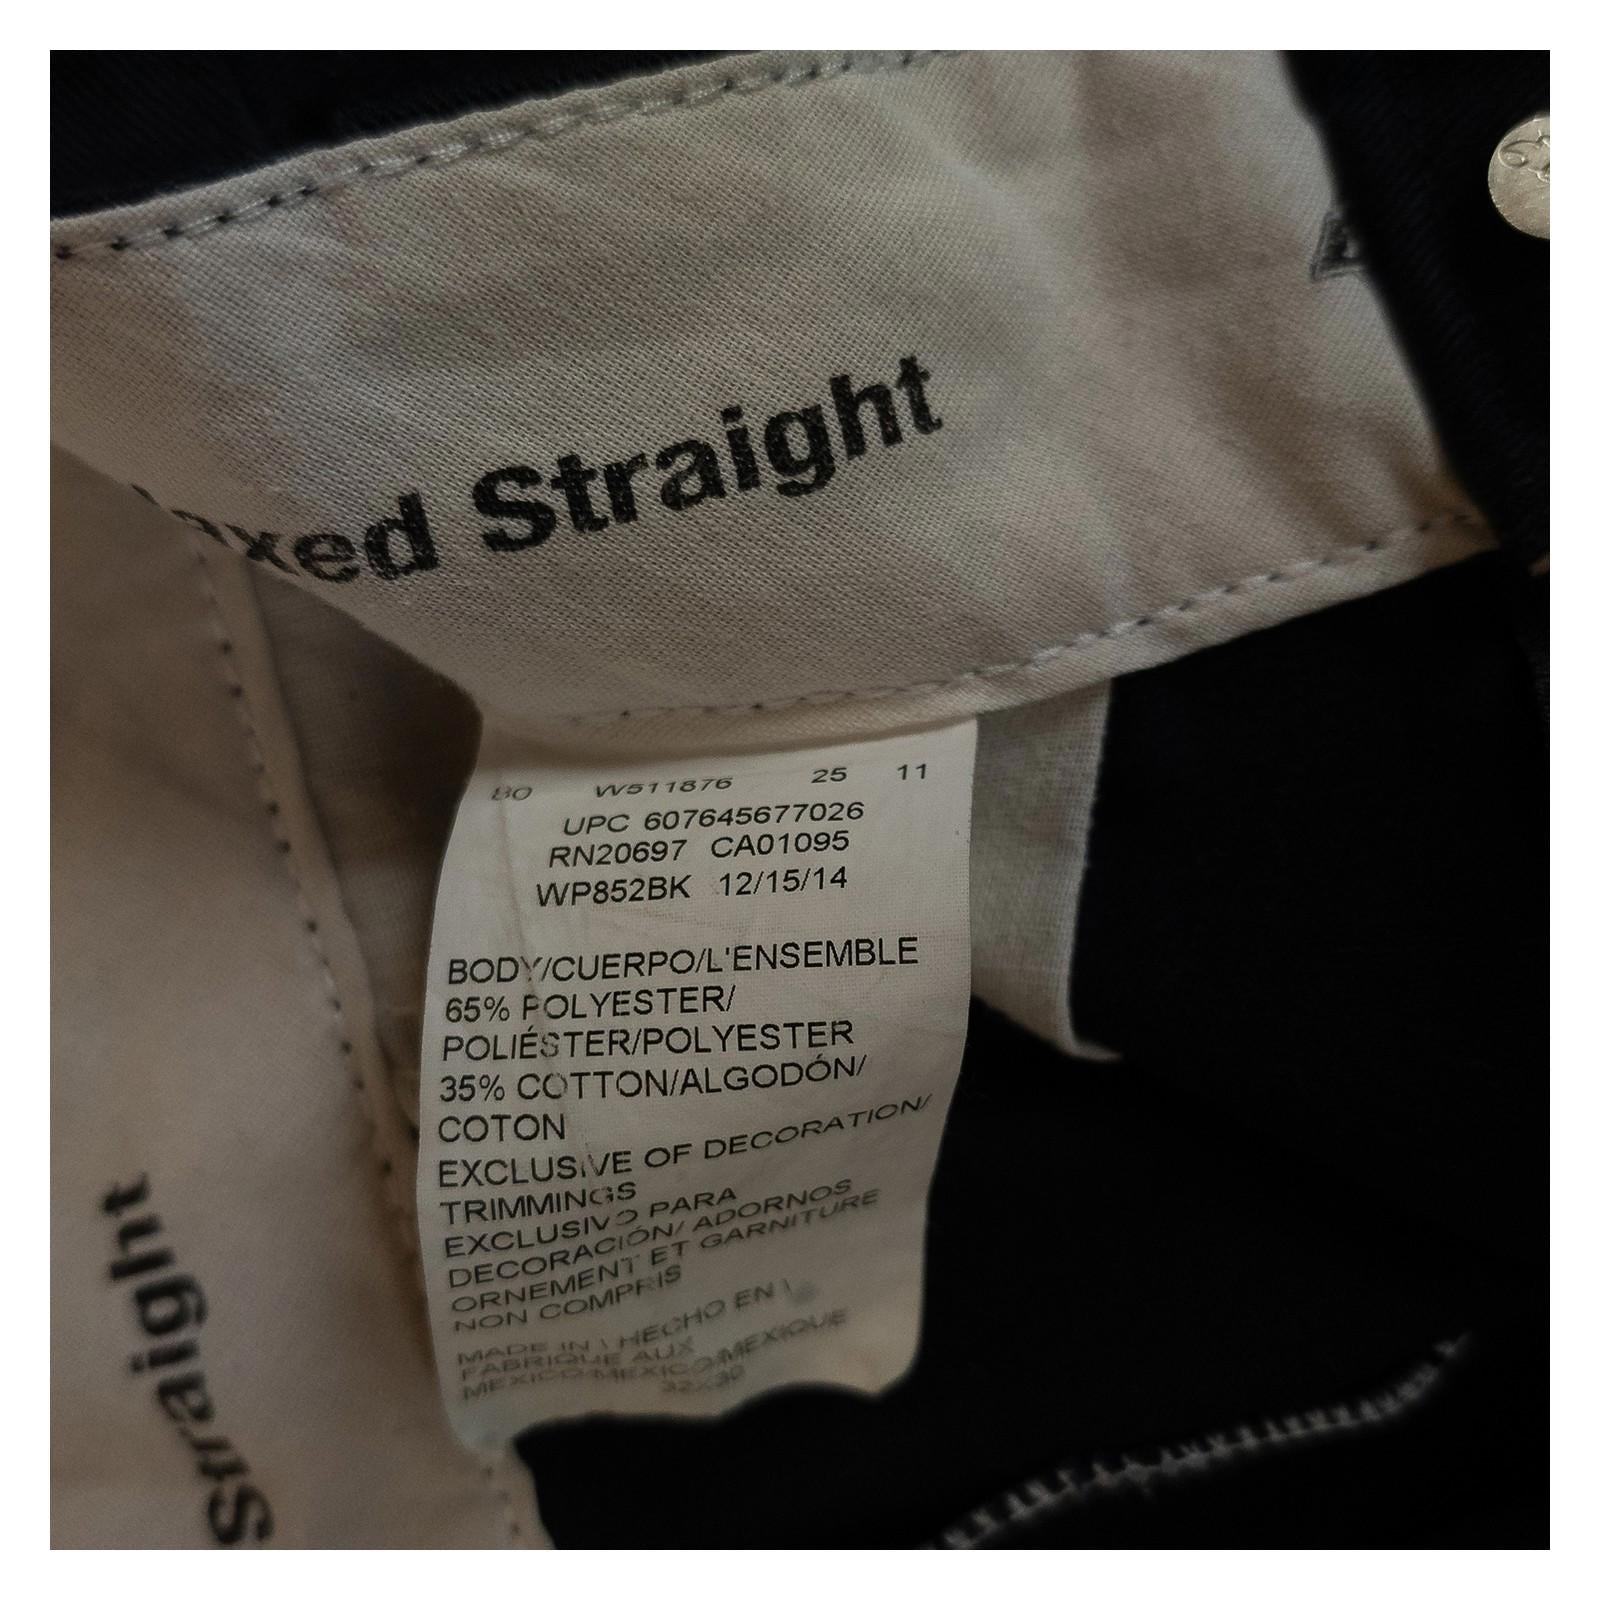 xed Straight
80 W511876 25 11
UPC 607645677026
RN20697 CA01095
WP852BK 12/15/14
BODY/CUERPO/L'ENSEMBLE
65% POLYESTER/
POLIÉSTER/POLYESTER
35% COTTON/ALGODÓN/
COTON
EXCLUSIVE OF DECORATION/
TRIMMINGS
EXCLUSIVO PARA
DECORACIÓN/ ADORNOS
ORNEMENT ET GARNITURE
NON COMPRIS
MADE IN \ HECHO EN \
FABRIQUE AUX
MEXICO/MEXICO/MEXIQUE
32X30
Straight